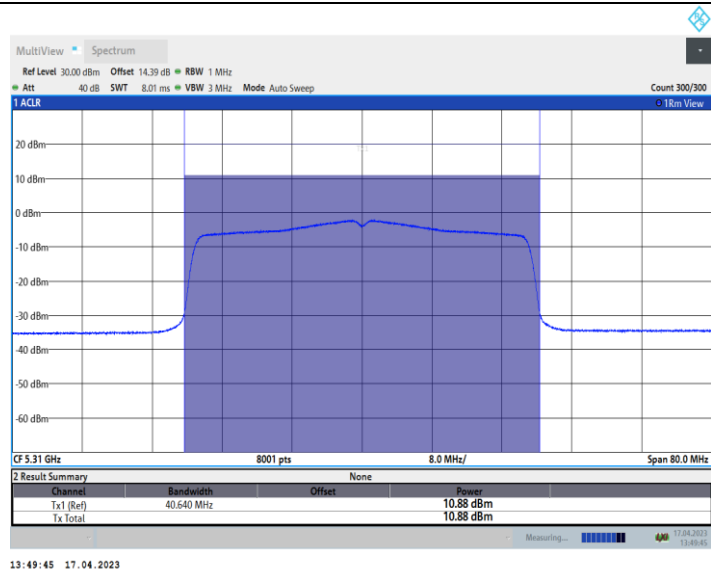 MultiView Spectrum
Ref Level 30.00 dBm Offset 14.39 dB RBW 1 MHz
Att 40 dB SWT 8.01 ms VBW 3 MHz Mode Auto Sweep Count 300/300
1 ACLR 1Rm View
20 dBm
10 dBm
0 dBm
-10 dBm
-20 dBm
-30 dBm
-40 dBm
-50 dBm
-60 dBm
CF 5.31 GHz 8001 pts 8.0 MHz/ Span 80.0 MHz
2 Result Summary None
Channel Bandwidth Offset Power
Tx1 (Ref) 40.640 MHz 10.88 dBm
Tx Total 10.88 dBm
Measuring... 17.04.2023
13:49:45
13:49:45 17.04.2023